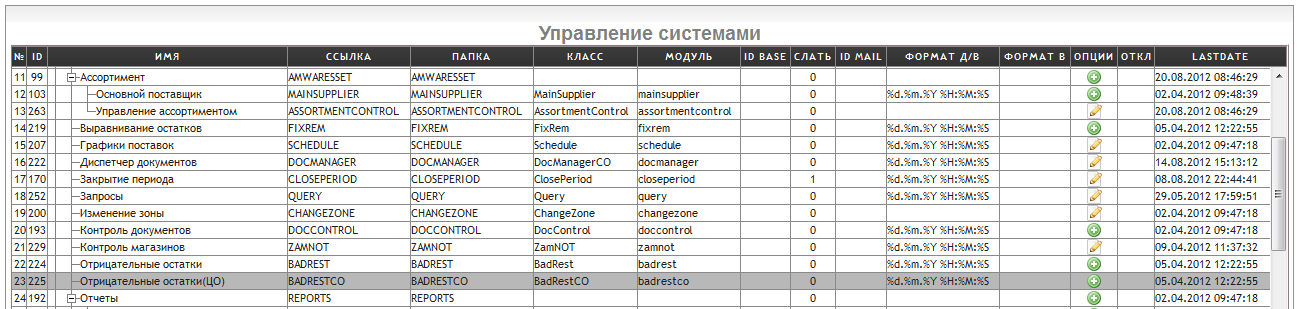 Управление системами
№ ID ИМЯ ССЫЛКА ПАПКА КЛАСС МОДУЛЬ ID BASE СЛАТЬ ID MAIL ФОРМАТ Д/В ФОРМАТ В ОПЦИИ ОТКЛ LASTDATE
11 99 Ассортимент AMWARESSET AMWARESSET 0 20.08.2012 08:46:29
12 103 Основной поставщик MAINSUPPLIER MAINSUPPLIER MainSupplier mainsupplier 0 %d.%m.%Y %H:%M:%S 02.04.2012 09:48:39
13 263 Управление ассортиментом ASSORTMENTCONTROL ASSORTMENTCONTROL AssortmentControl assortmentcontrol 0 20.08.2012 08:46:29
14 219 Выравнивание остатков FIXREM FIXREM FixRem fixrem 0 %d.%m.%Y %H:%M:%S 05.04.2012 12:22:55
15 207 Графики поставок SCHEDULE SCHEDULE Schedule schedule 0 %d.%m.%Y %H:%M:%S 02.04.2012 09:47:18
16 222 Диспетчер документов DOCMANAGER DOCMANAGER DocManagerCO docmanager 0 %d.%m.%Y %H:%M:%S 14.08.2012 15:13:12
17 170 Закрытие периода CLOSEPERIOD CLOSEPERIOD ClosePeriod closeperiod 1 %d.%m.%Y %H:%M:%S 08.08.2012 22:44:41
18 252 Запросы QUERY QUERY Query query 0 %d.%m.%Y %H:%M:%S 29.05.2012 17:59:51
19 200 Изменение зоны CHANGEZONE CHANGEZONE ChangeZone changezone 0 02.04.2012 09:47:18
20 193 Контроль документов DOCCONTROL DOCCONTROL DocControl doccontrol 0 %d.%m.%Y %H:%M:%S 02.04.2012 09:47:18
21 229 Контроль магазинов ZAMNOT ZAMNOT ZamNOT zamnot 0 %d.%m.%Y %H:%M:%S 09.04.2012 11:37:32
22 224 Отрицательные остатки BADREST BADREST BadRest badrest 0 %d.%m.%Y %H:%M:%S 05.04.2012 12:22:55
23 225 Отрицательные остатки(ЦО) BADRESTCO BADRESTCO BadRestCO badrestco 0 %d.%m.%Y %H:%M:%S 05.04.2012 12:22:55
24 192 Отчеты REPORTS REPORTS 0 02.04.2012 09:47:18